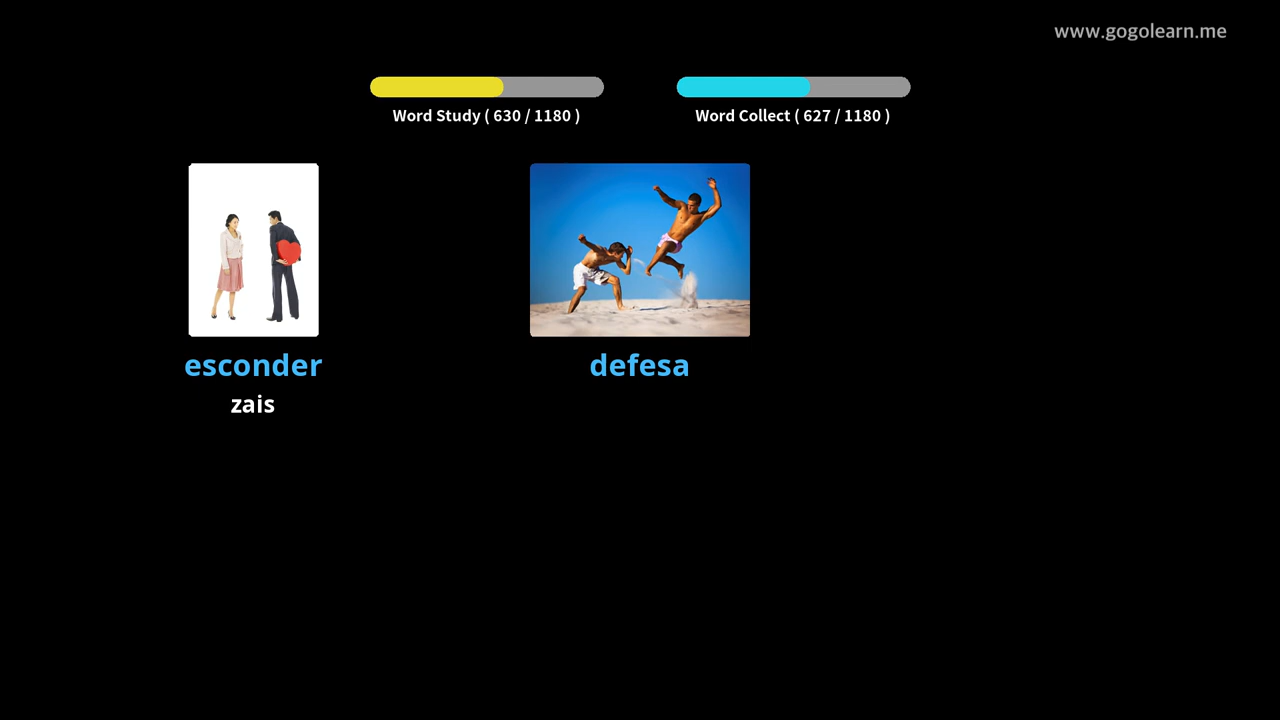 www.gogolearn.me
Word Study ( 630 / 1180 )
Word Collect ( 627 / 1180 )
esconder
zais
defesa